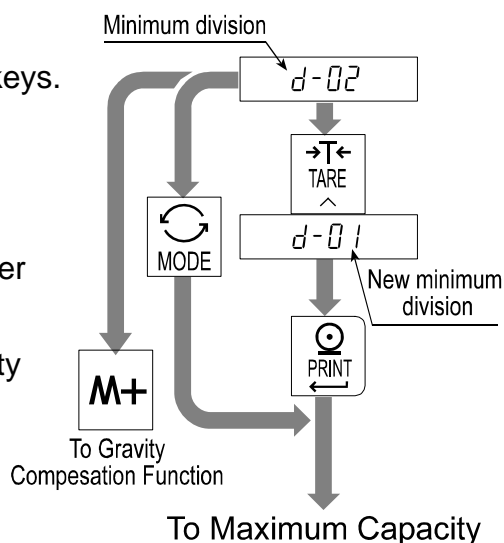 Minimum division
keys.
d-02
→T←
TARE
d-01
MODE
er
New minimum
division
PRINT
ty
M+
To Gravity
Compesation Function
To Maximum Capacity